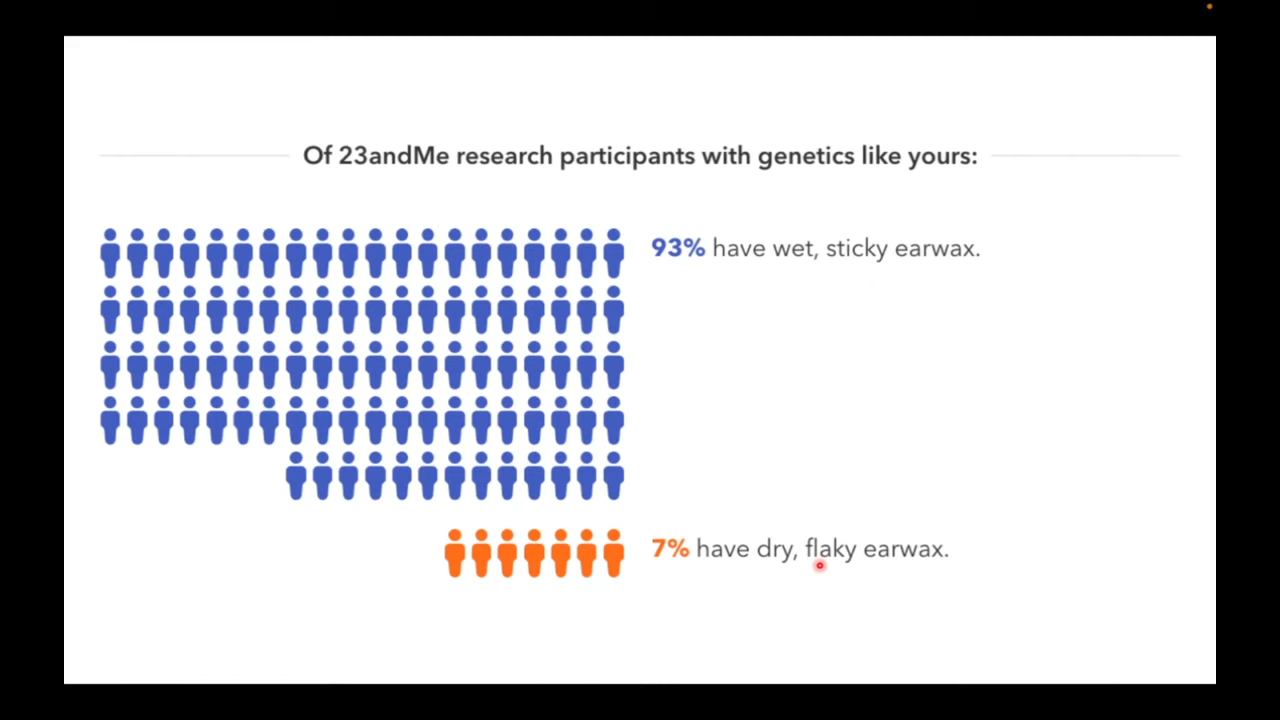 Of 23andMe research participants with genetics like yours:
93% have wet, sticky earwax.
7% have dry, flaky earwax.